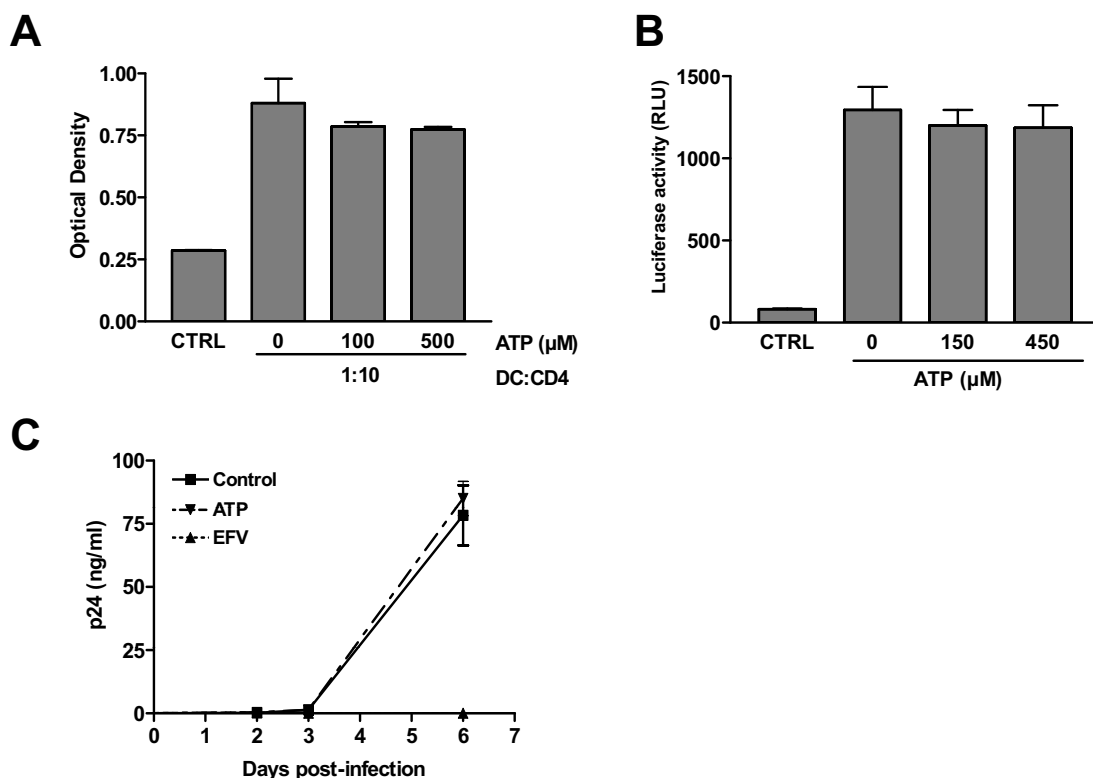 A
Optical Density
1.00
0.75
0.50
0.25
0.00
CTRL 0 100 500 ATP (µM)
1:10 DC:CD4
B
Luciferase activity (RLU)
1500
1000
500
0
CTRL 0 150 450
ATP (µM)
C
p24 (ng/ml)
100
75
50
25
0
Control
ATP
EFV
0 1 2 3 4 5 6 7
Days post-infection